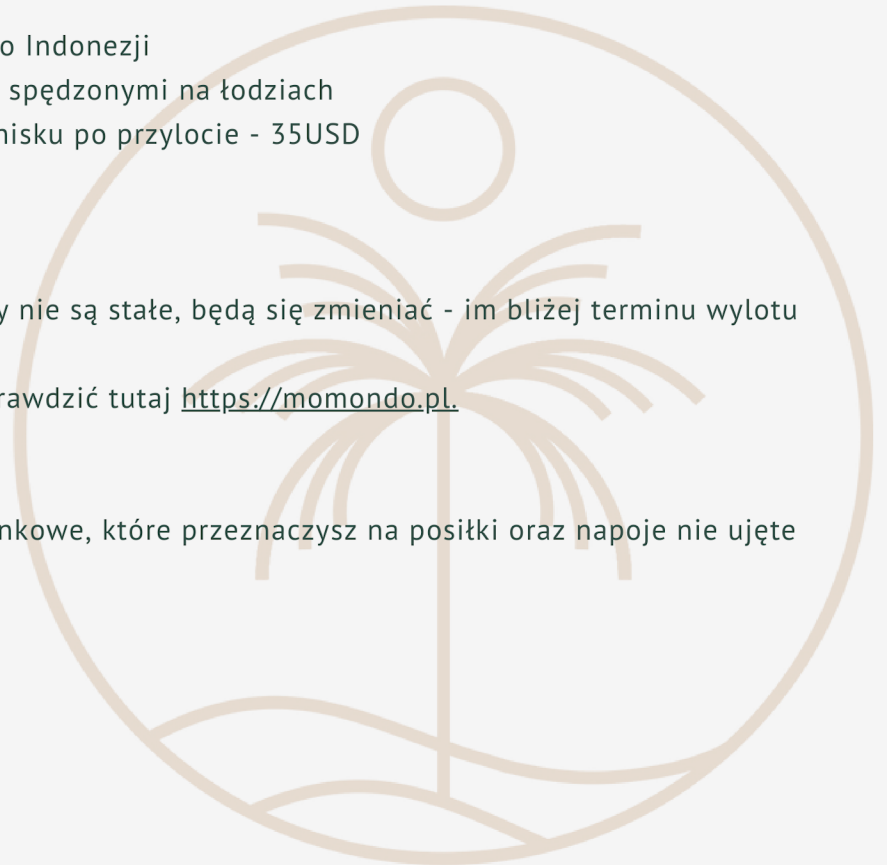 o Indonezji
spędzonymi na łodziach
nisku po przylocie - 35USD
y nie są stałe, będą się zmieniać - im bliżej terminu wylotu
rawdzić tutaj https://momondo.pl.
nkowe, które przeznaczysz na posiłki oraz napoje nie ujęte